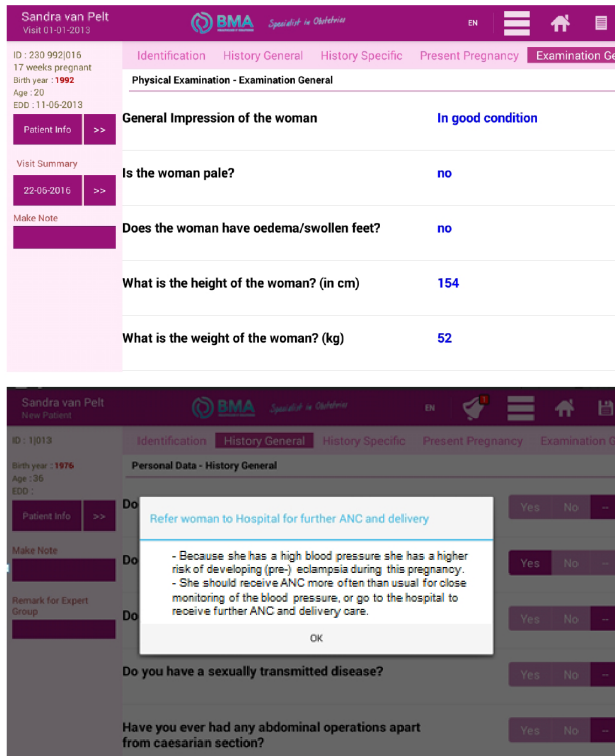 Sandra van Pelt
Visit 01-01-2013
BMA Specialist in Obstetrics
EN
ID : 230 992|016
17 weeks pregnant
Birth year : 1992
Age : 20
EDD : 11-06-2013
Patient Info >>
Visit Summary
22-06-2016 >>
Make Note
Identification History General History Specific Present Pregnancy Examination Ge
Physical Examination - Examination General
General Impression of the woman In good condition
Is the woman pale? no
Does the woman have oedema/swollen feet? no
What is the height of the woman? (in cm) 154
What is the weight of the woman? (kg) 52
Sandra van Pelt
New Patient
BMA Specialist in Obstetrics
EN
ID : 1|013
Birth year : 1976
Age : 36
EDD :
Patient Info >>
Make Note
Remark for Expert
Group
Identification History General History Specific Present Pregnancy Examination G
Personal Data - History General
Do Yes No --
Refer woman to Hospital for further ANC and delivery
- Because she has a high blood pressure she has a higher
risk of developing (pre-) eclampsia during this pregnancy.
- She should receive ANC more often than usual for close
monitoring of the blood pressure, or go to the hospital to
receive further ANC and delivery care.
OK
Do Yes No --
Do Yes No --
Do you have a sexually transmitted disease? Yes No --
Have you ever had any abdominal operations apart
from caesarian section? Yes No --